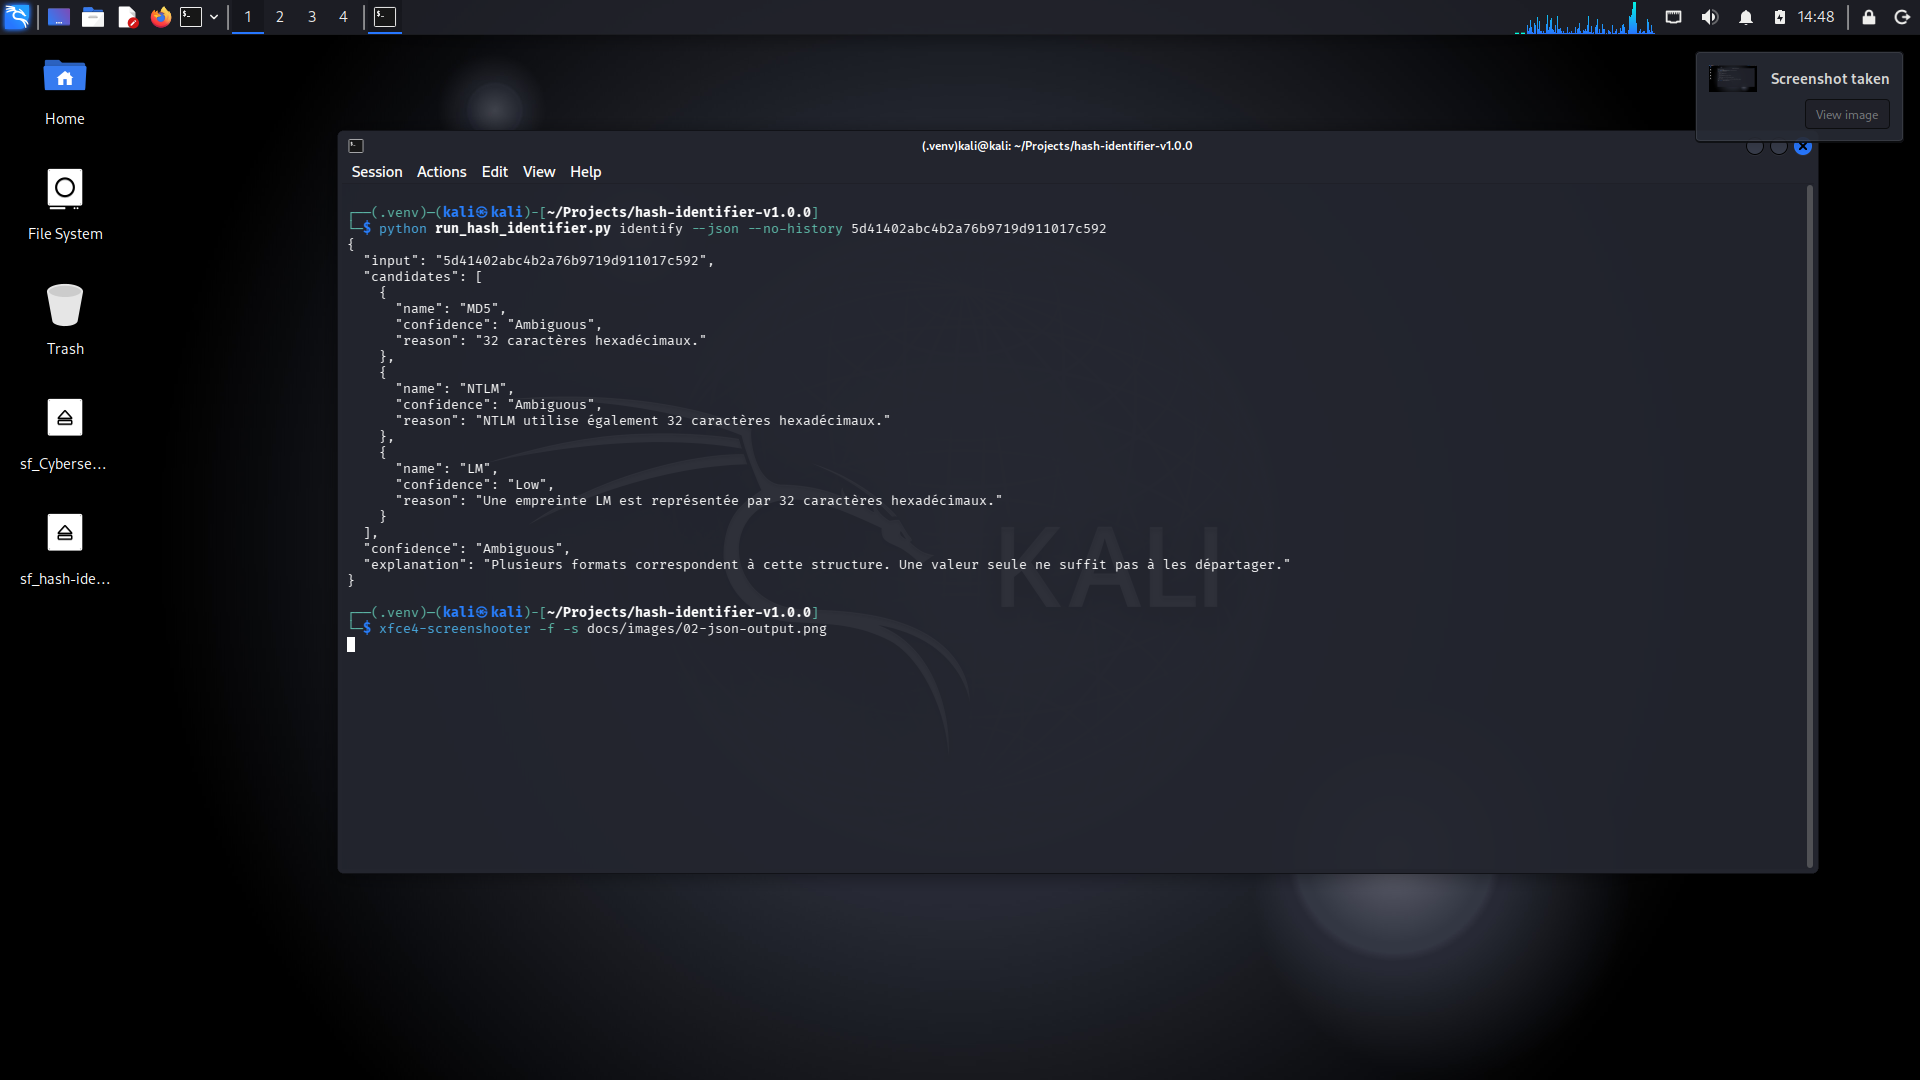 1 2 3 4
14:48
Screenshot taken
View image
Home
File System
Trash
sf_Cyberse...
sf_hash-ide...
(.venv)kali@kali: ~/Projects/hash-identifier-v1.0.0
Session Actions Edit View Help
┌──(.venv)─(kali㉿kali)-[~/Projects/hash-identifier-v1.0.0]
└─$ python run_hash_identifier.py identify --json --no-history 5d41402abc4b2a76b9719d911017c592
{
  "input": "5d41402abc4b2a76b9719d911017c592",
  "candidates": [
    {
      "name": "MD5",
      "confidence": "Ambiguous",
      "reason": "32 caractères hexadécimaux."
    },
    {
      "name": "NTLM",
      "confidence": "Ambiguous",
      "reason": "NTLM utilise également 32 caractères hexadécimaux."
    },
    {
      "name": "LM",
      "confidence": "Low",
      "reason": "Une empreinte LM est représentée par 32 caractères hexadécimaux."
    }
  ],
  "confidence": "Ambiguous",
  "explanation": "Plusieurs formats correspondent à cette structure. Une valeur seule ne suffit pas à les départager."
}
┌──(.venv)─(kali㉿kali)-[~/Projects/hash-identifier-v1.0.0]
└─$ xfce4-screenshooter -f -s docs/images/02-json-output.png
KALI